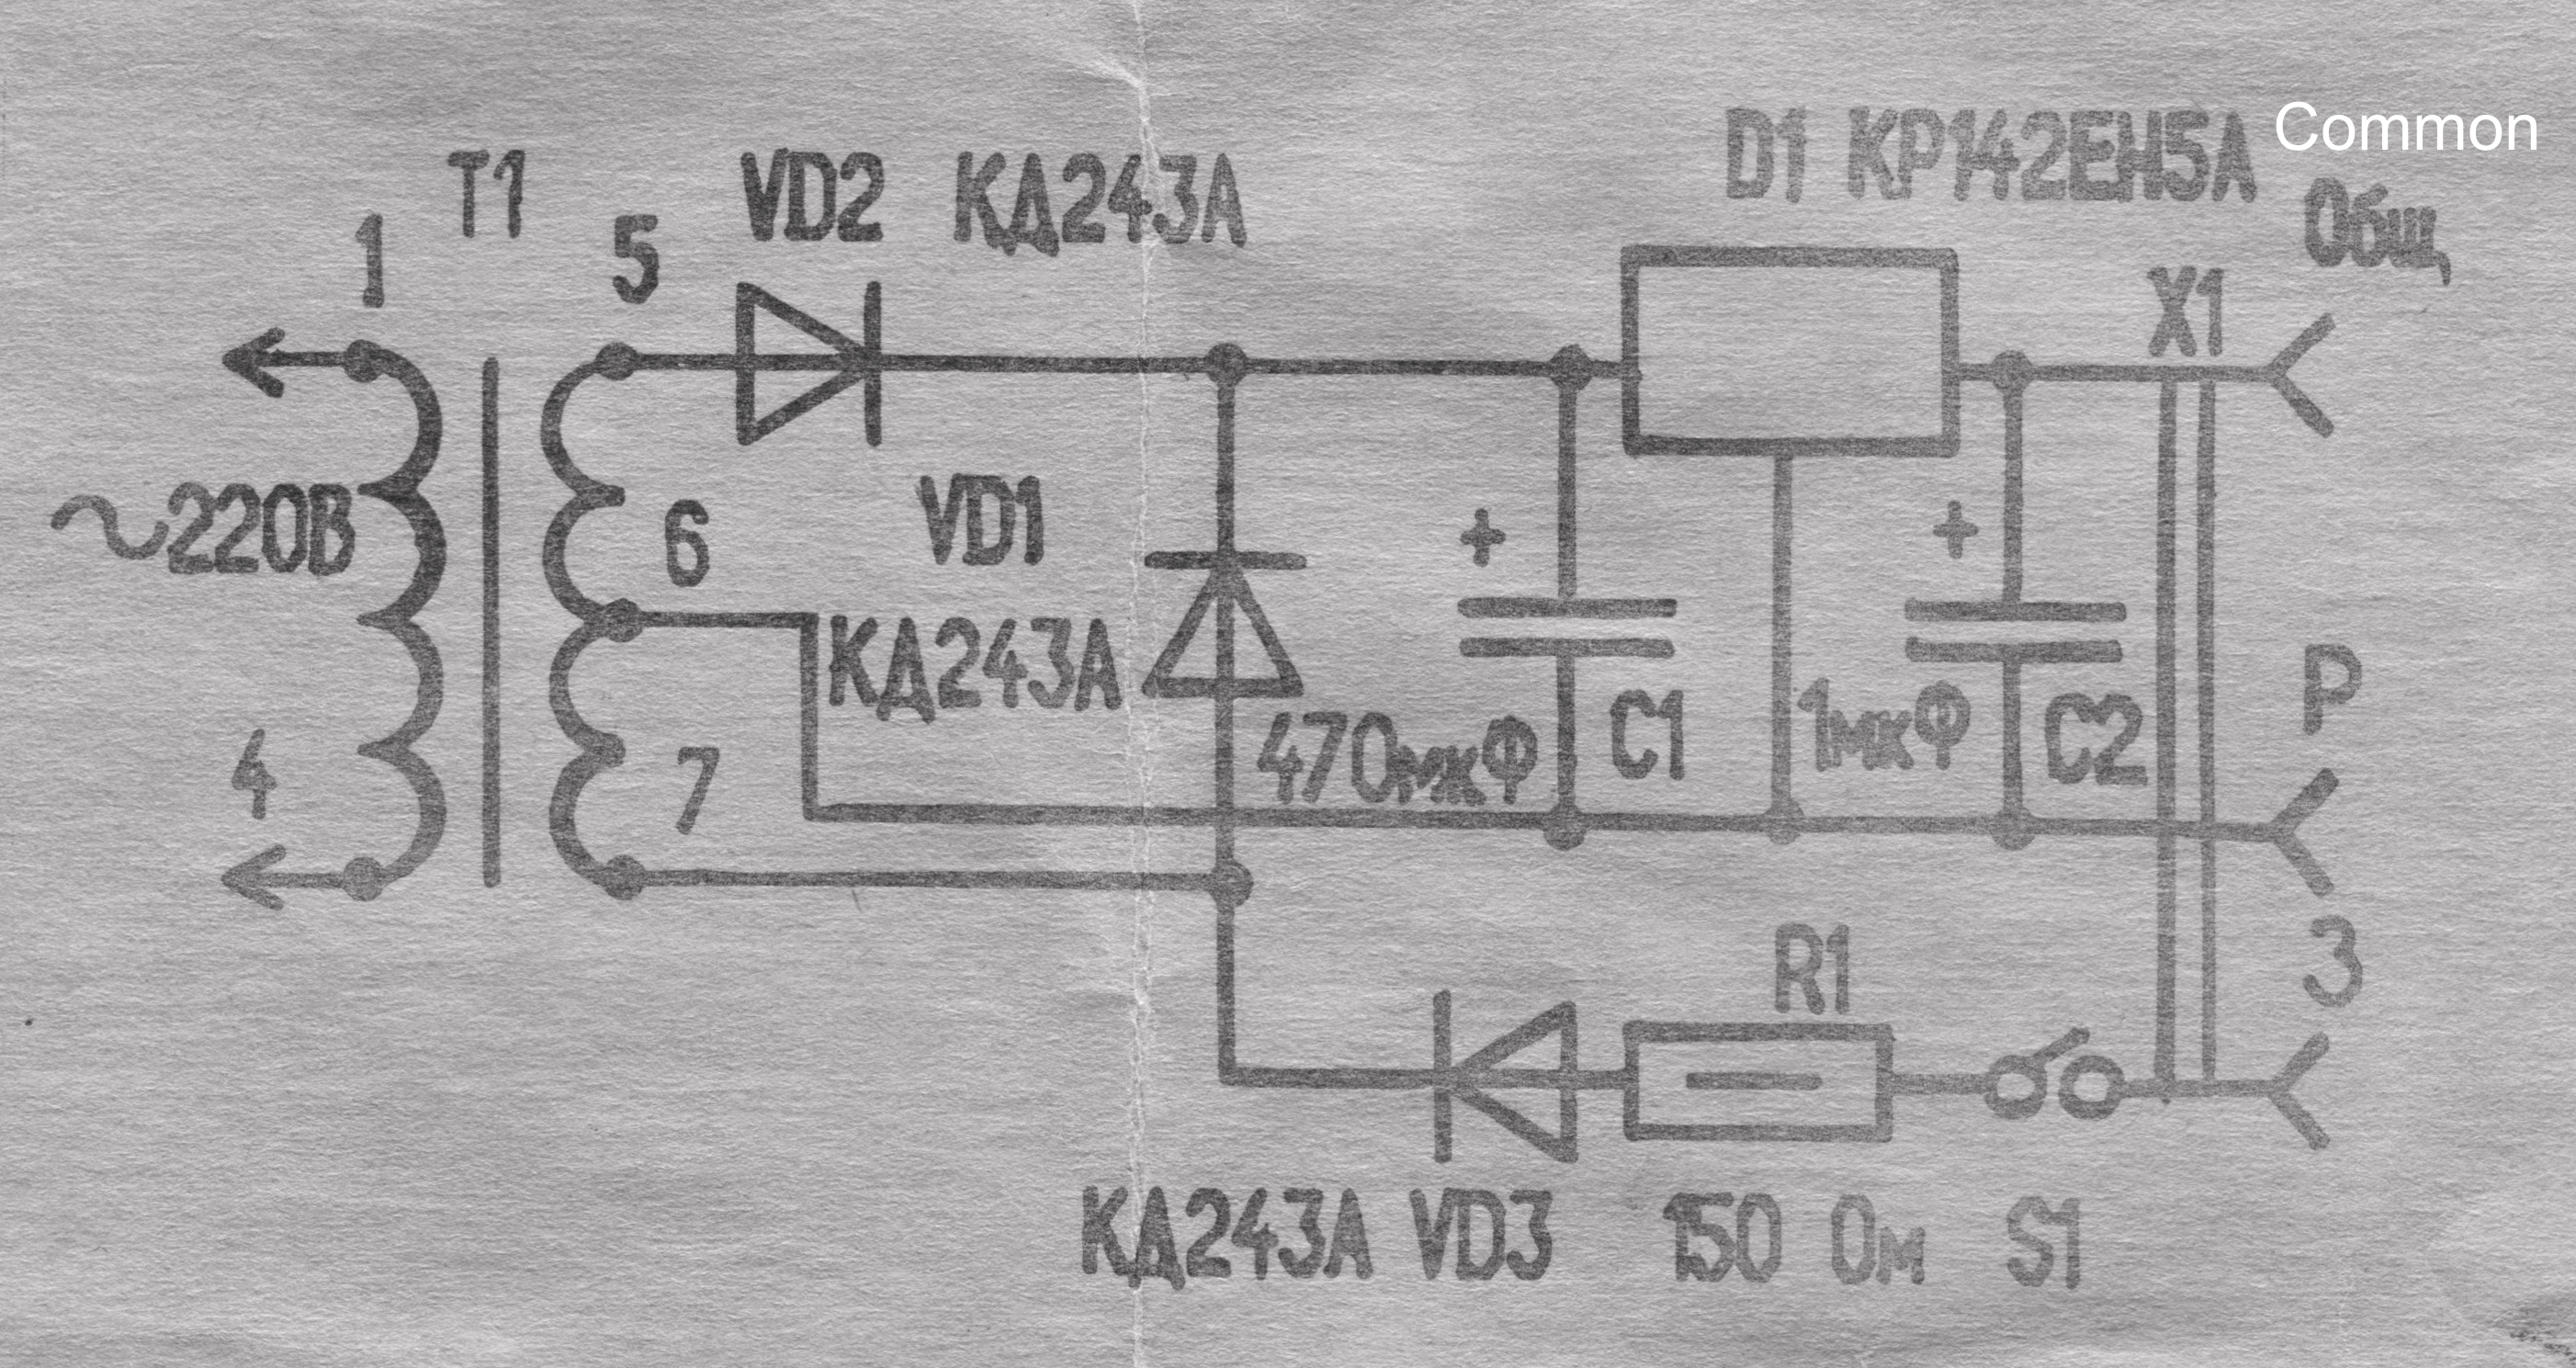 Common
D1 КР142ЕН5А
Общ
T1
VD2 КД243А
1
5
X1
~220В
6
VD1
+
+
КД243А
P
4
7
470мкФ
C1
1мкФ
C2
З
R1
КД243А VD3
150 Ом
S1